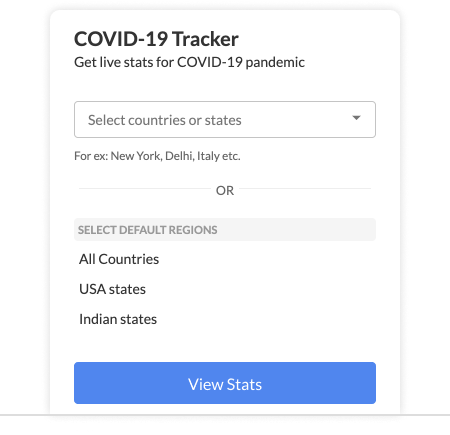 COVID-19 Tracker
Get live stats for COVID-19 pandemic
Select countries or states
For ex: New York, Delhi, Italy etc.
OR
SELECT DEFAULT REGIONS
All Countries
USA states
Indian states
View Stats